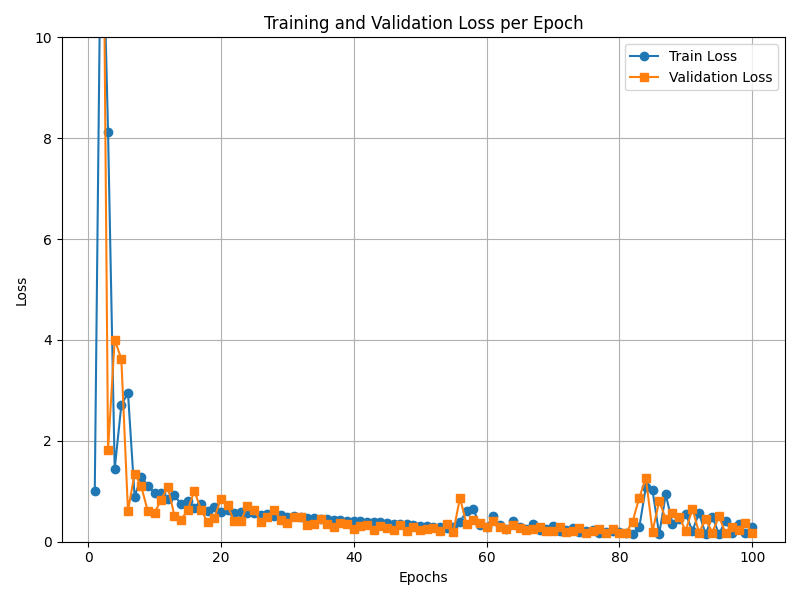 Training and Validation Loss per Epoch
Train Loss
Validation Loss
10
8
6
4
2
0
Loss
0 20 40 60 80 100
Epochs